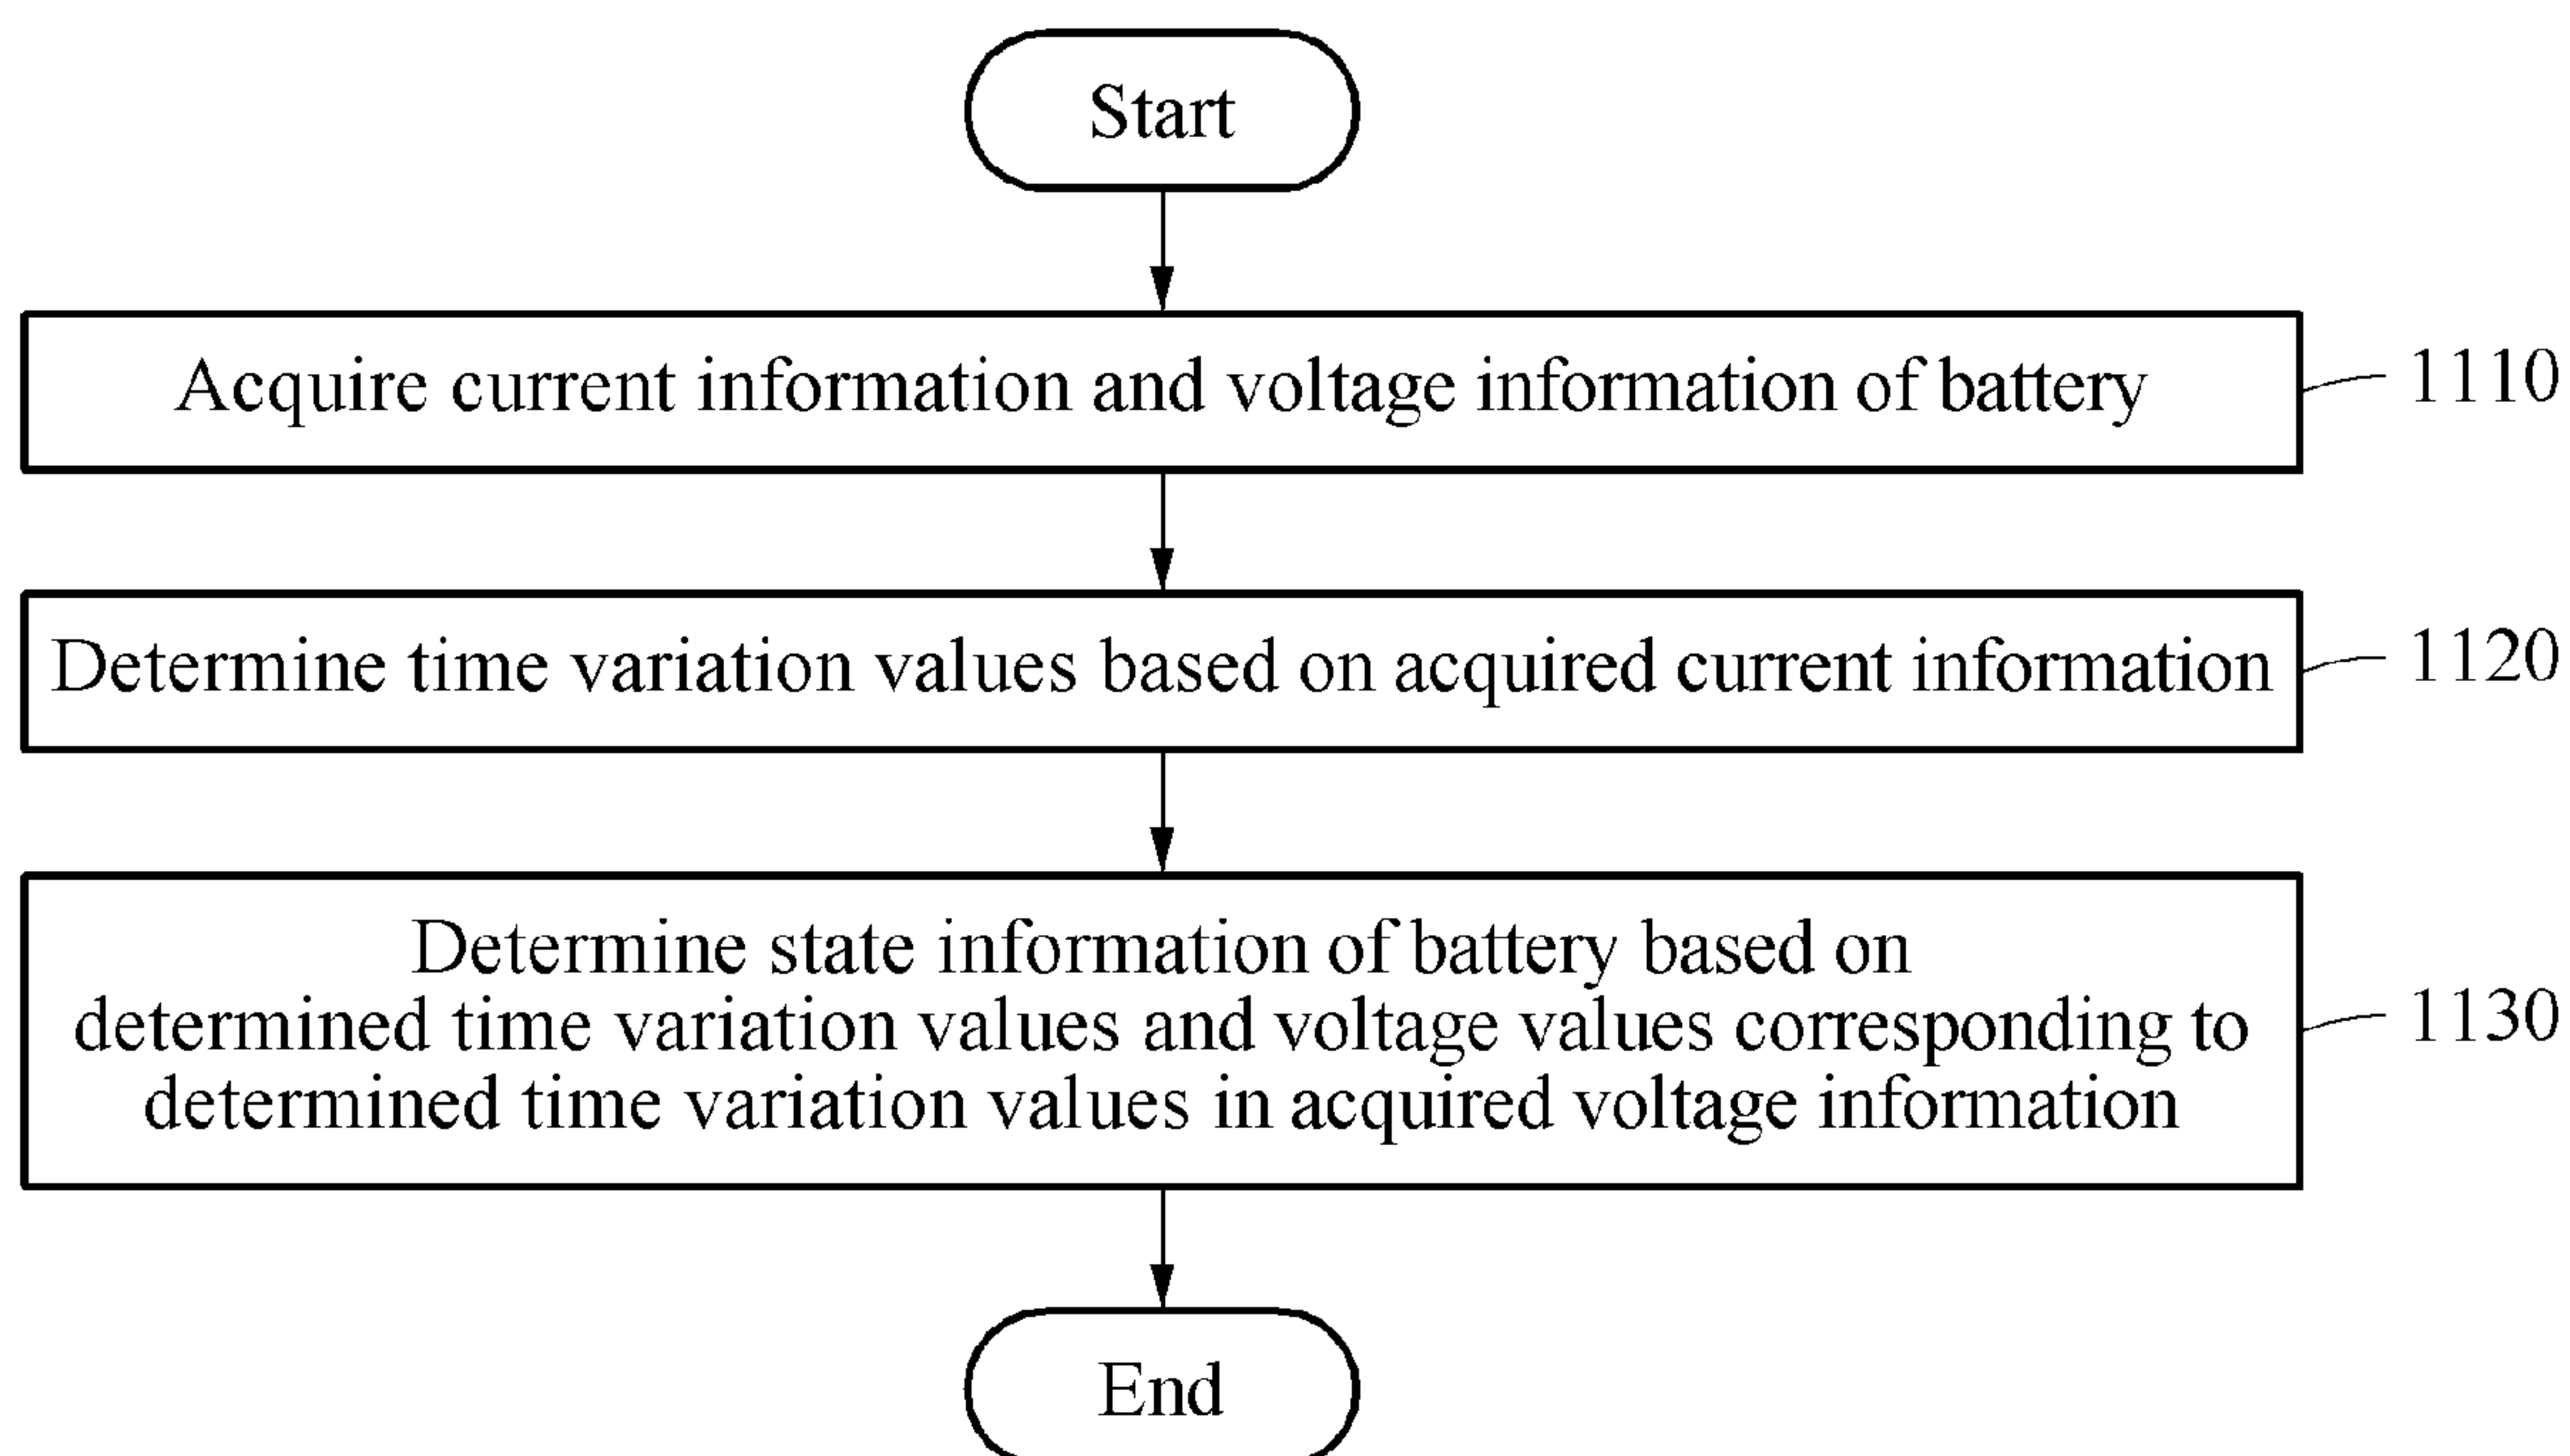 Start
Acquire current information and voltage information of battery
1110
Determine time variation values based on acquired current information
1120
Determine state information of battery based on
determined time variation values and voltage values corresponding to
determined time variation values in acquired voltage information
1130
End